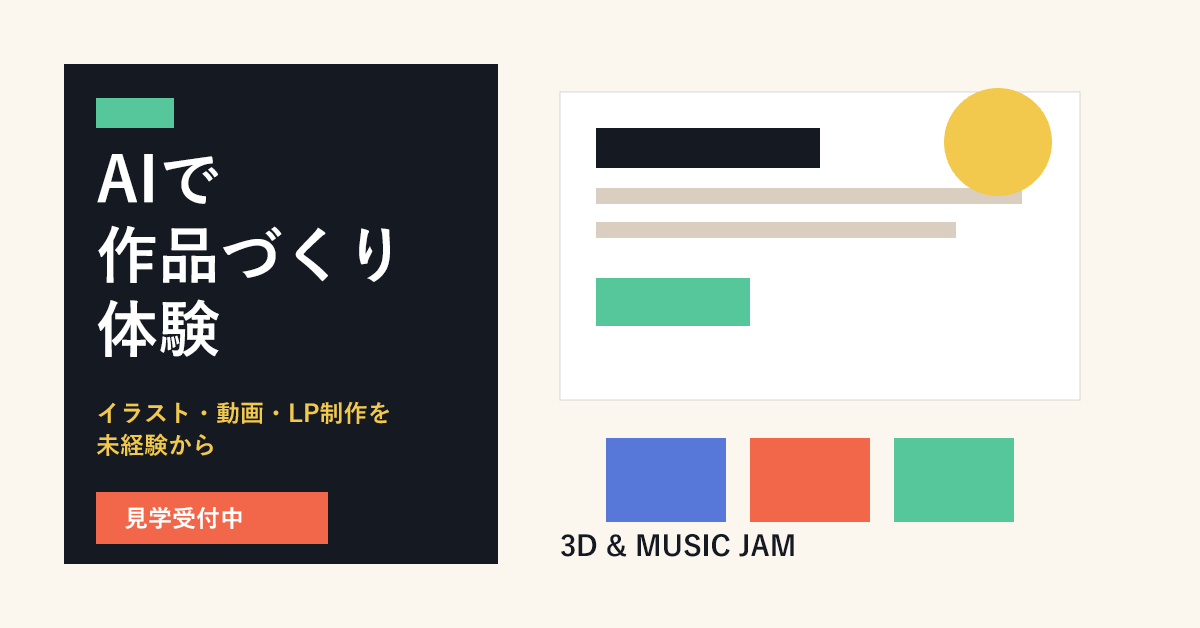 AIで
作品づくり
体験
イラスト・動画・LP制作を
未経験から
見学受付中
3D & MUSIC JAM